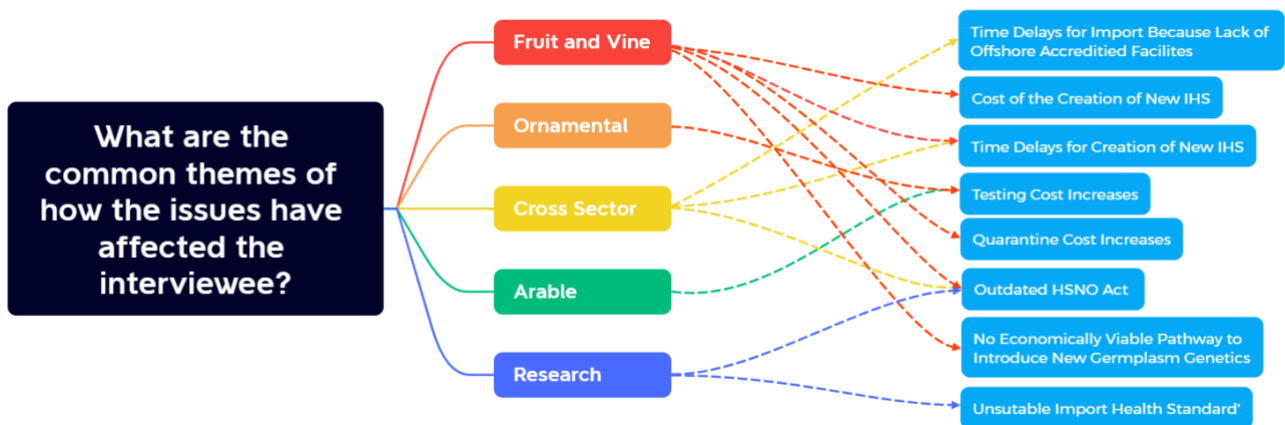 What are the
common themes of
how the issues have
affected the
interviewee?
Fruit and Vine
Ornamental
Cross Sector
Arable
Research
Time Delays for Import Because Lack of
Offshore Accreditied Facilites
Cost of the Creation of New IHS
Time Delays for Creation of New IHS
Testing Cost Increases
Quarantine Cost Increases
Outdated HSNO Act
No Economically Viable Pathway to
Introduce New Germplasm Genetics
Unsutable Import Health Standard'